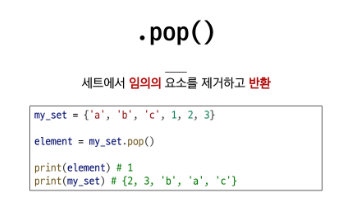 .pop()
세트에서 임의의 요소를 제거하고 반환
my_set = {'a', 'b', 'c', 1, 2, 3}
element = my_set.pop()
print(element) # 1
print(my_set) # {2, 3, 'b', 'a', 'c'}